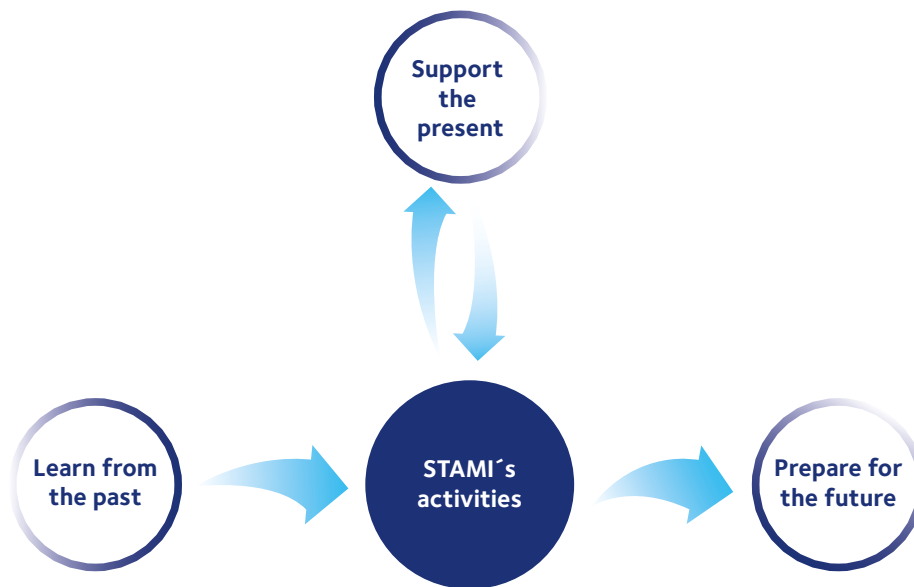 Support
the
present
Learn from
the past
STAMI´s
activities
Prepare for
the future